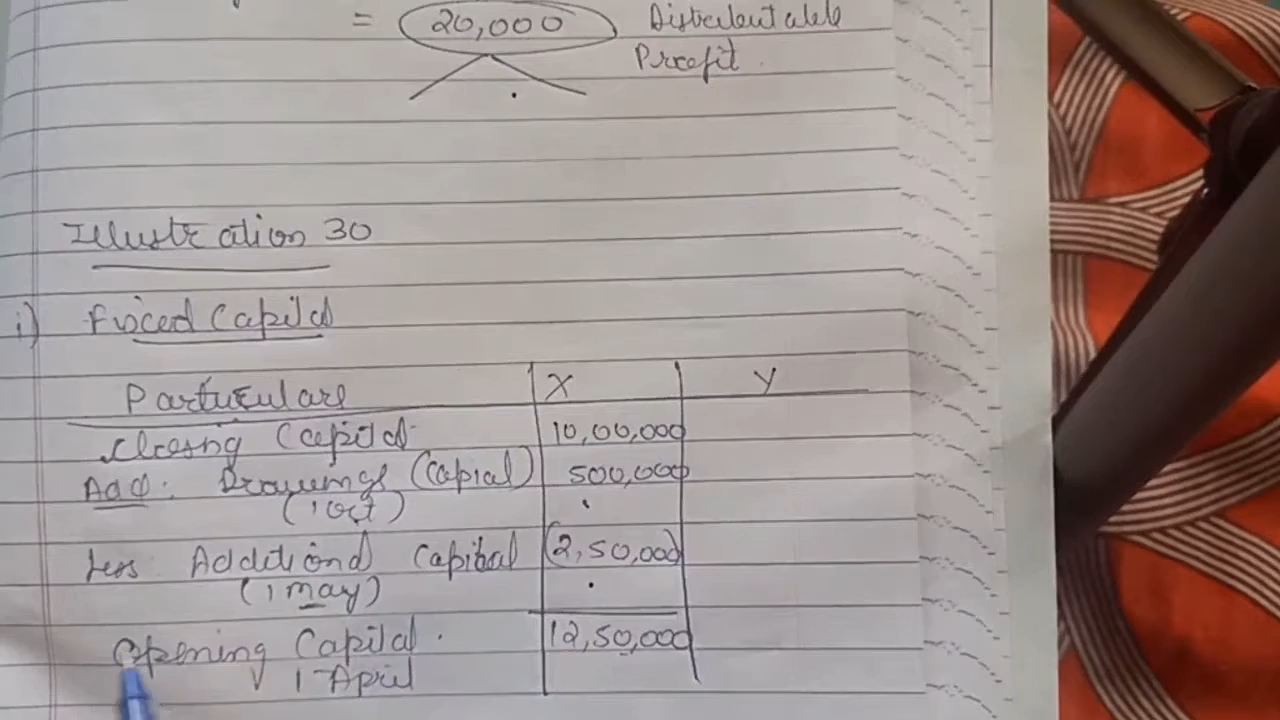 = 20,000 Distributable
Profit.
Illustration 30
i) Fixed Capital
Particulars X Y
Closing Capital 10,00,000
Add: Drawings (Capial) 500,000
(1 Oct)
Less Additional Capital (2,50,000)
(1 may)
Opening Capital. 12,50,000
1 April